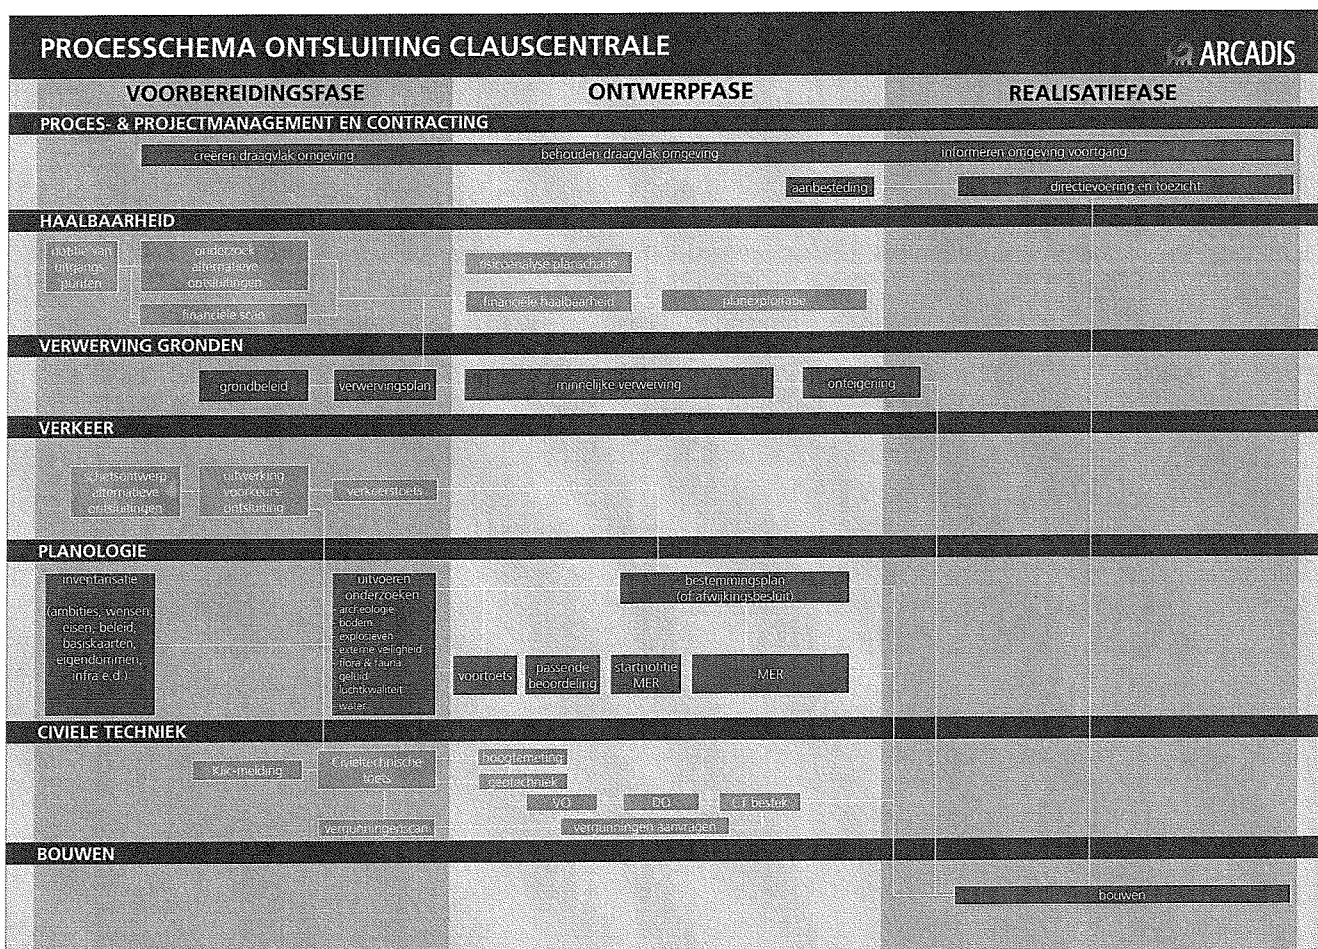 PROCESSCHEMA ONTSLUITING CLAUSCENTRALE
ARCADIS
VOORBEREIDINGSFASE
ONTWERPFASE
REALISATIEFASE
PROCES- & PROJECTMANAGEMENT EN CONTRACTING
creëren draagvlak omgeving
behouden draagvlak omgeving
informeren omgeving voortgang
aanbesteding
directievoering en toezicht
HAALBAARHEID
notitie van
uitgangs-
punten
onderzoek
alternatieve
ontsluitingen
financiële scan
risicoanalyse planschade
financiële haalbaarheid
planexploitatie
VERWERVING GRONDEN
grondbeleid
verwervingsplan
minnelijke verwerving
onteigening
VERKEER
schetsontwerp
alternatieve
ontsluitingen
uitwerking
voorkeurs-
ontsluiting
verkeerstoets
PLANOLOGIE
inventarisatie
(ambities, wensen,
eisen, beleid,
basiskaarten,
eigendommen,
infra e.d.)
uitvoeren
onderzoeken
- archeologie
- bodem
- explosieven
- externe veiligheid
- flora & fauna
- geluid
- luchtkwaliteit
- water
bestemmingsplan
(of afwijkingsbesluit)
voortoets
passende
beoordeling
startnotitie
MER
MER
CIVIELE TECHNIEK
Klic-melding
Civieltechnische
toets
vergunningenscan
hoogtemeting
geotechniek
VO
DO
CT bestek
vergunningen aanvragen
BOUWEN
bouwen